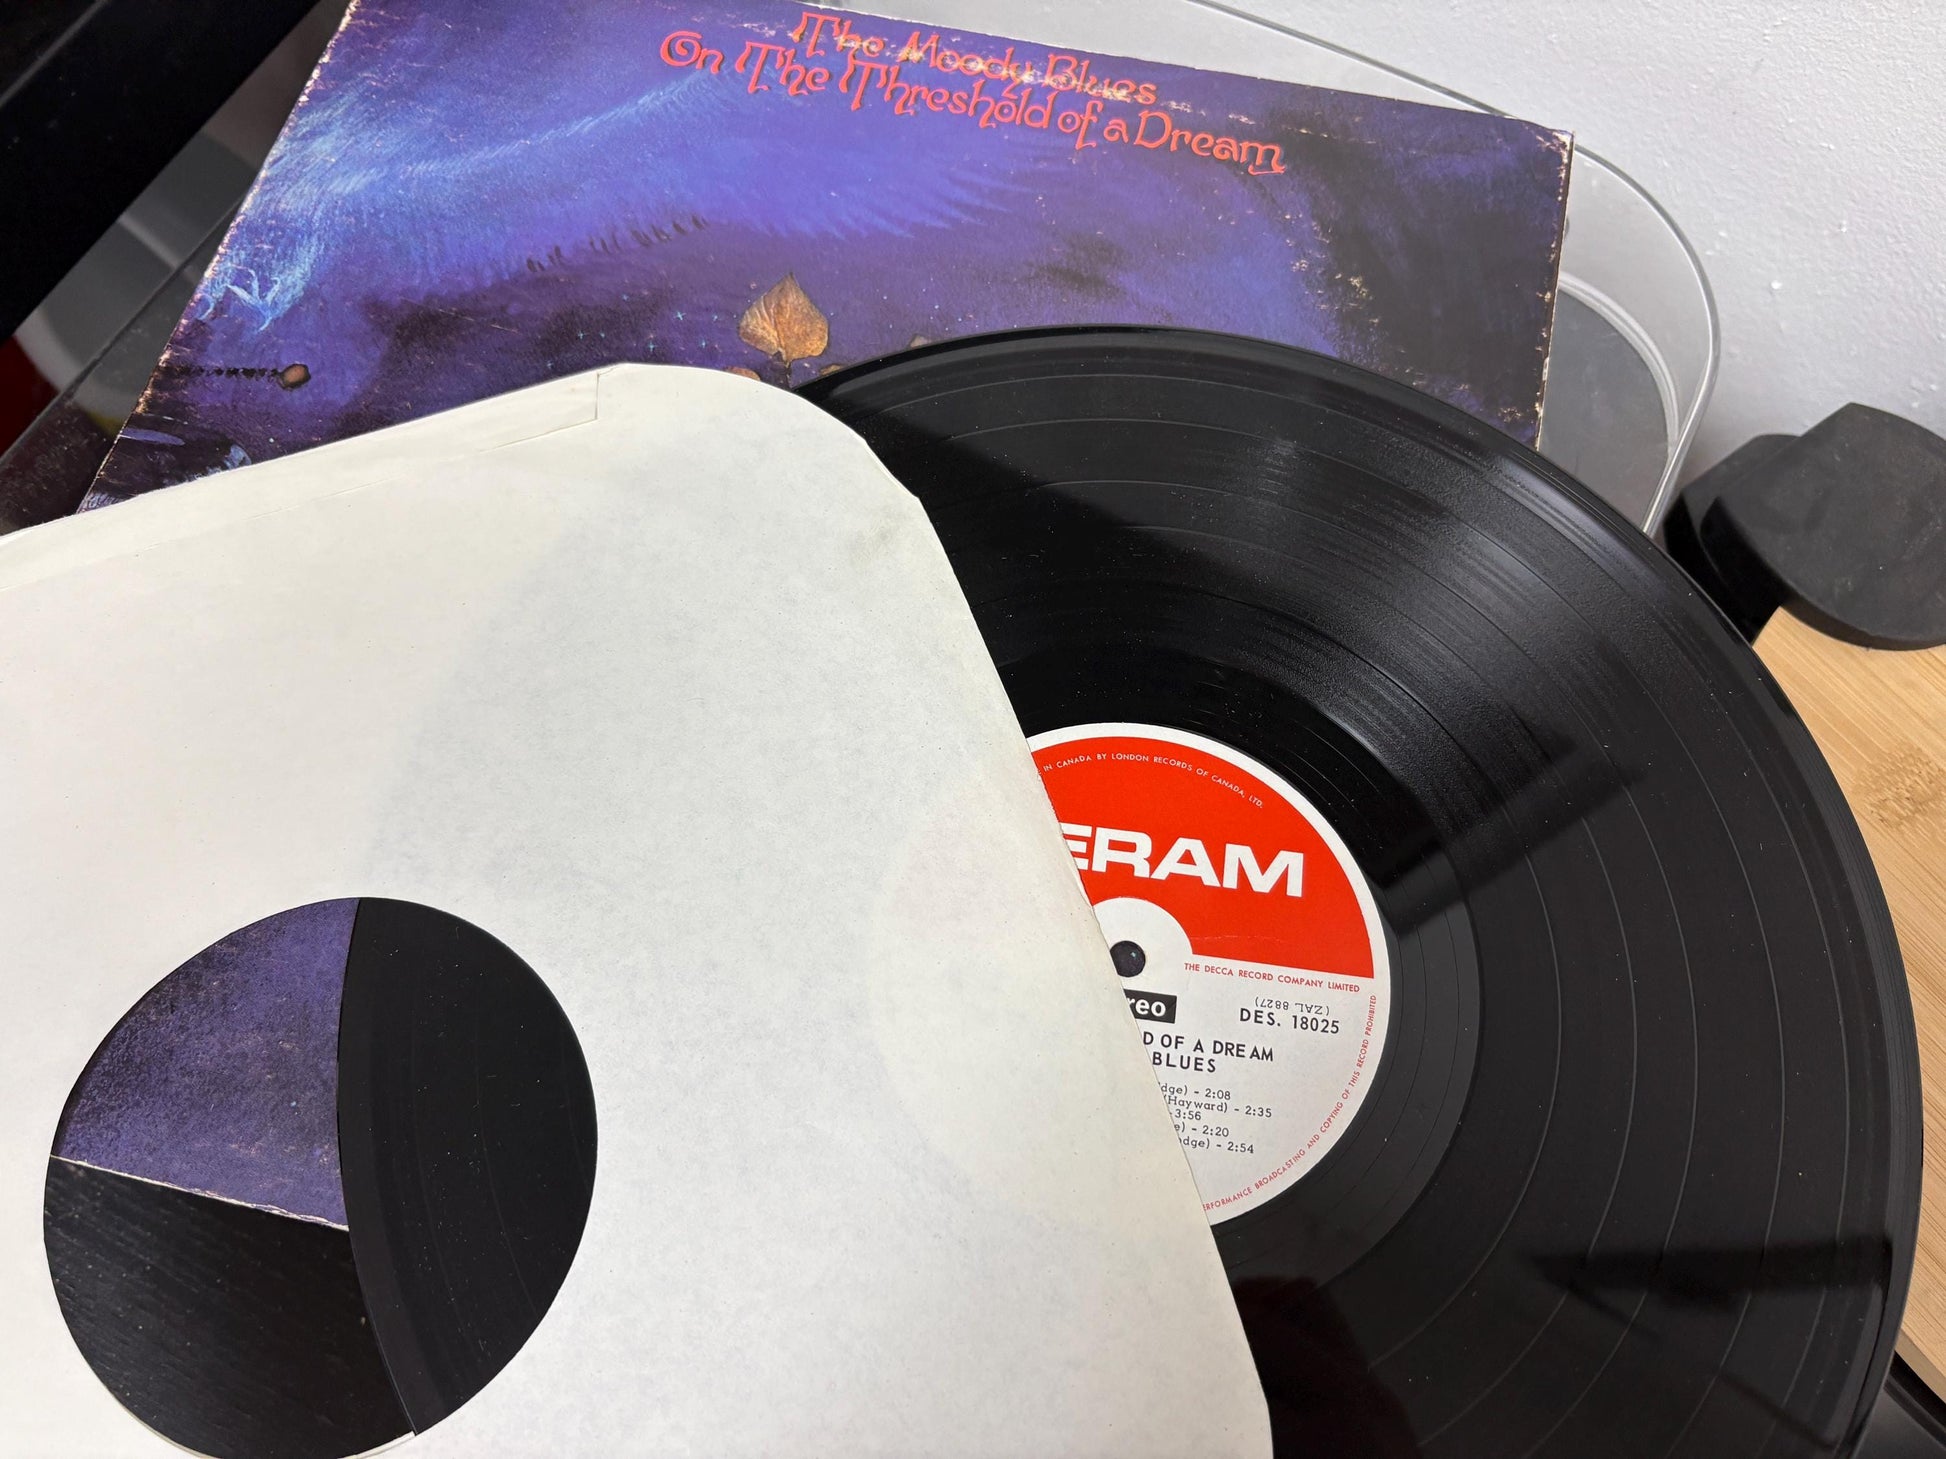 The Moody Blues
On The Threshold of a Dream
IN CANADA BY LONDON RECORDS OF CANADA, LTD.
ERAM
THE DECCA RECORD COMPANY LIMITED
reo
(ZAL 8827)
DES. 18025
D OF A DREAM
BLUES
dge) - 2:08
(Hayward) - 2:35
- 3:56
e) - 2:20
dge) - 2:54
PERFORMANCE BROADCASTING AND COPYING OF THIS RECORD PROHIBITED